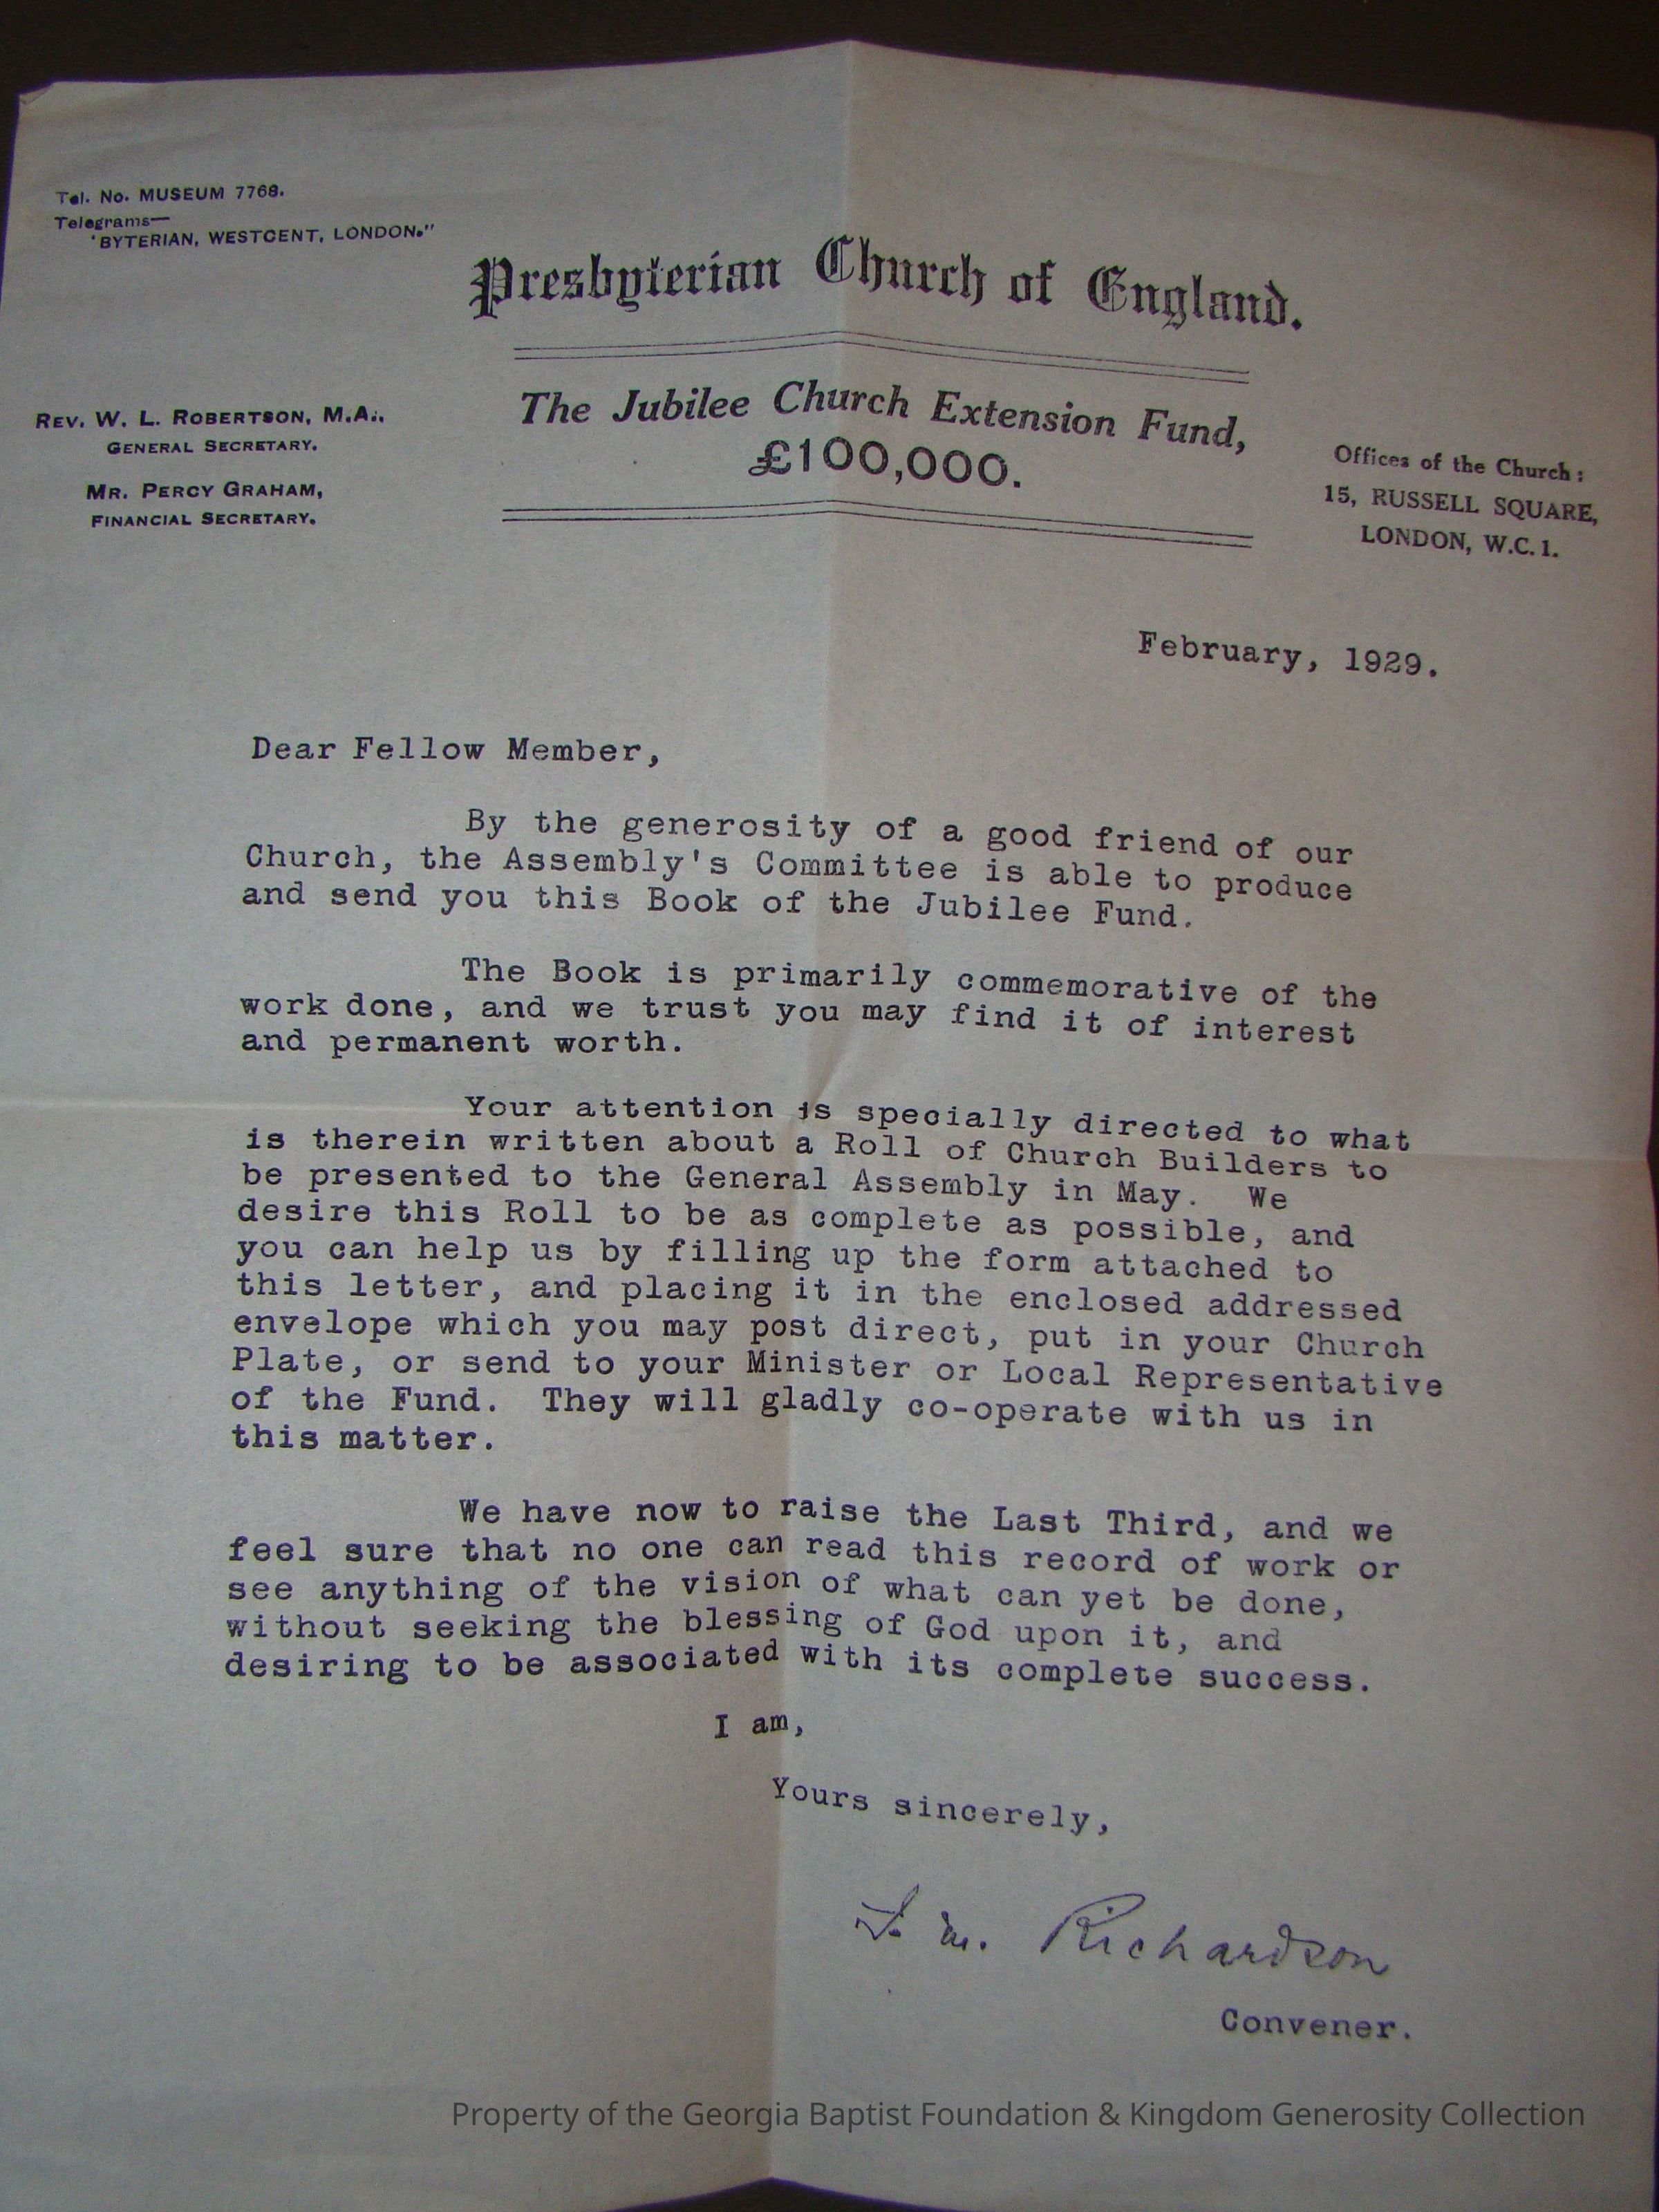 Tel. No. MUSEUM 7768.
Telegrams—
'BYTERIAN, WESTCENT, LONDON."
Presbyterian Church of England.
The Jubilee Church Extension Fund,
£100,000.
REV. W. L. ROBERTSON, M.A.,
GENERAL SECRETARY.
MR. PERCY GRAHAM,
FINANCIAL SECRETARY.
Offices of the Church:
15, RUSSELL SQUARE,
LONDON, W.C.1.
February, 1929.
Dear Fellow Member,
By the generosity of a good friend of our
Church, the Assembly's Committee is able to produce
and send you this Book of the Jubilee Fund.
The Book is primarily commemorative of the
work done, and we trust you may find it of interest
and permanent worth.
Your attention is specially directed to what
is therein written about a Roll of Church Builders to
be presented to the General Assembly in May. We
desire this Roll to be as complete as possible, and
you can help us by filling up the form attached to
this letter, and placing it in the enclosed addressed
envelope which you may post direct, put in your Church
Plate, or send to your Minister or Local Representative
of the Fund. They will gladly co-operate with us in
this matter.
We have now to raise the Last Third, and we
feel sure that no one can read this record of work or
see anything of the vision of what can yet be done,
without seeking the blessing of God upon it, and
desiring to be associated with its complete success.
I am,
Yours sincerely,
m. Richardson
Convener.
Property of the Georgia Baptist Foundation & Kingdom Generosity Collection